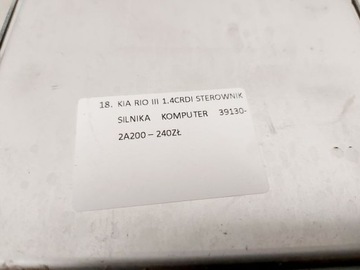 18. KIA RIO III 1.4CRDI STEROWNIK
SILNIKA KOMPUTER 39130-
2A200 – 240ZŁ